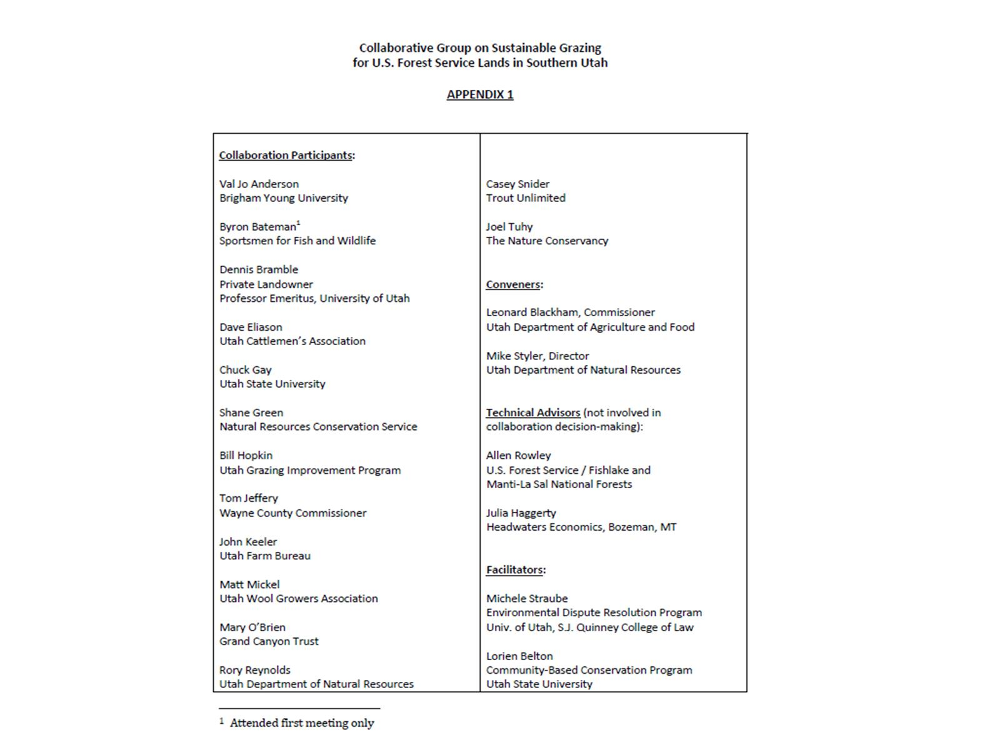 Collaborative Group on Sustainable Grazing
for U.S. Forest Service Lands in Southern Utah
APPENDIX 1
Collaboration Participants:
Val Jo Anderson
Brigham Young University
Byron Bateman1
Sportsmen for Fish and Wildlife
Dennis Bramble
Private Landowner
Professor Emeritus, University of Utah
Dave Eliason
Utah Cattlemen’s Association
Chuck Gay
Utah State University
Shane Green
Natural Resources Conservation Service
Bill Hopkin
Utah Grazing Improvement Program
Tom Jeffery
Wayne County Commissioner
John Keeler
Utah Farm Bureau
Matt Mickel
Utah Wool Growers Association
Mary O’Brien
Grand Canyon Trust
Rory Reynolds
Utah Department of Natural Resources
Casey Snider
Trout Unlimited
Joel Tuhy
The Nature Conservancy
Conveners:
Leonard Blackham, Commissioner
Utah Department of Agriculture and Food
Mike Styler, Director
Utah Department of Natural Resources
Technical Advisors (not involved in
collaboration decision-making):
Allen Rowley
U.S. Forest Service / Fishlake and
Manti-La Sal National Forests
Julia Haggerty
Headwaters Economics, Bozeman, MT
Facilitators:
Michele Straube
Environmental Dispute Resolution Program
Univ. of Utah, S.J. Quinney College of Law
Lorien Belton
Community-Based Conservation Program
Utah State University
1 Attended first meeting only